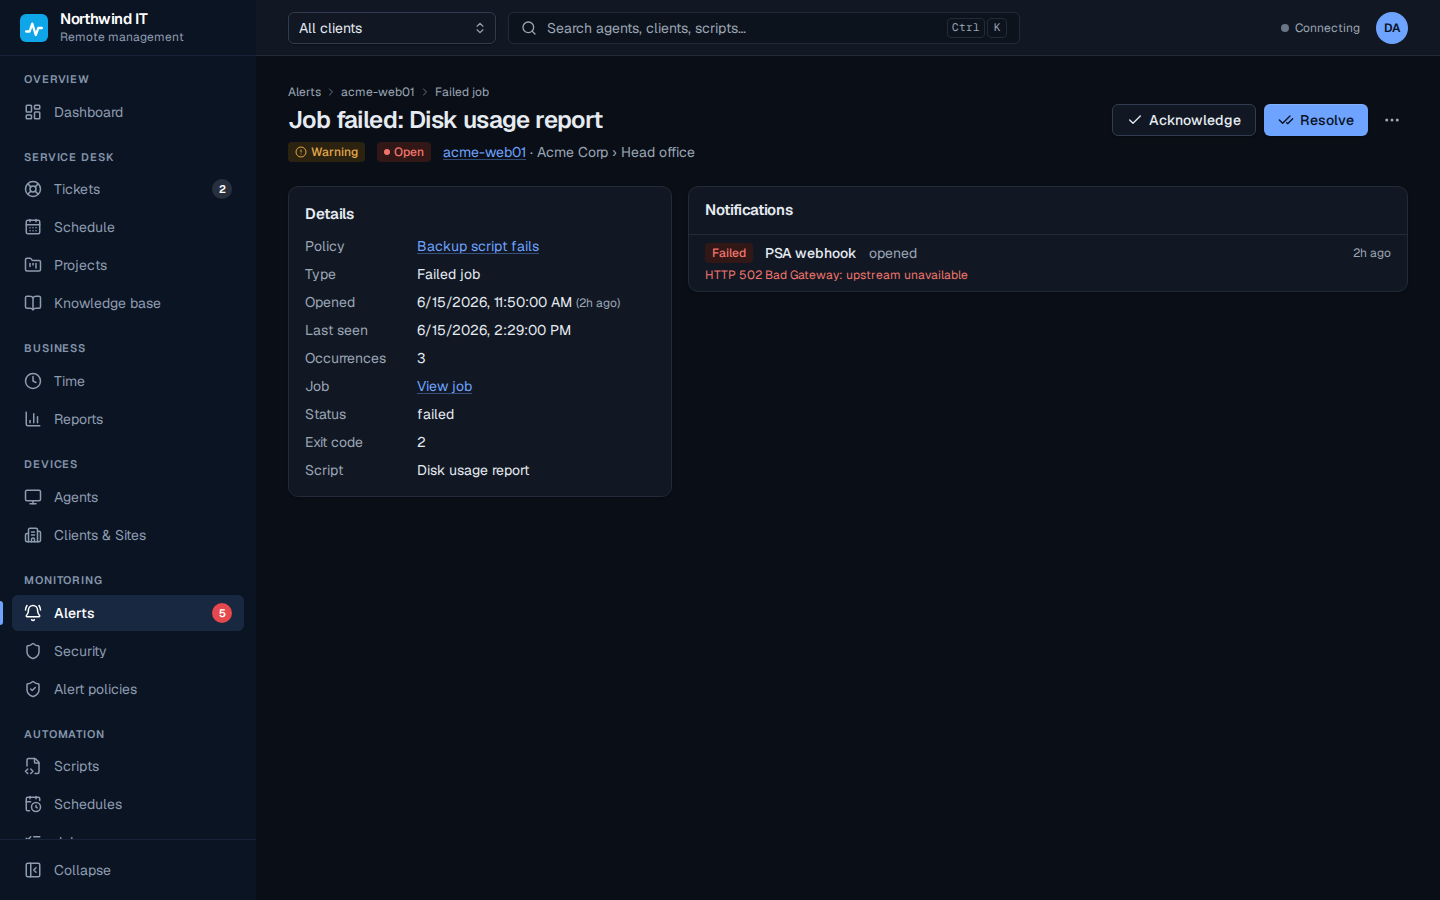 Northwind IT
Remote management
All clients
Search agents, clients, scripts...
Ctrl K
Connecting
DA
OVERVIEW
Dashboard
SERVICE DESK
Tickets 2
Schedule
Projects
Knowledge base
BUSINESS
Time
Reports
DEVICES
Agents
Clients & Sites
MONITORING
Alerts 5
Security
Alert policies
AUTOMATION
Scripts
Schedules
Collapse
Alerts > acme-web01 > Failed job
Job failed: Disk usage report
Acknowledge
Resolve
Warning Open acme-web01 · Acme Corp › Head office
Details
Policy Backup script fails
Type Failed job
Opened 6/15/2026, 11:50:00 AM (2h ago)
Last seen 6/15/2026, 2:29:00 PM
Occurrences 3
Job View job
Status failed
Exit code 2
Script Disk usage report
Notifications
Failed PSA webhook opened 2h ago
HTTP 502 Bad Gateway: upstream unavailable